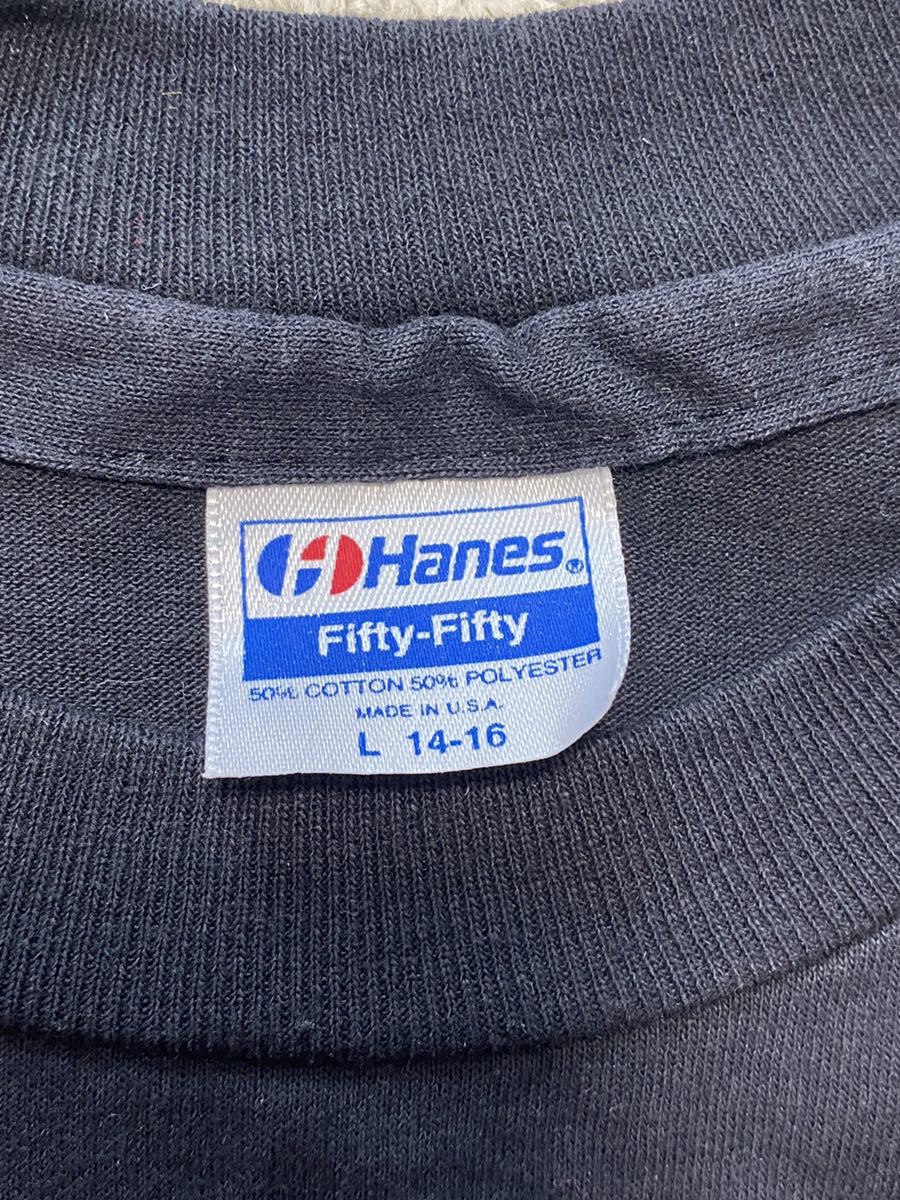 Hanes®
Fifty-Fifty
50% COTTON 50% POLYESTER
MADE IN U.S.A.
L 14-16